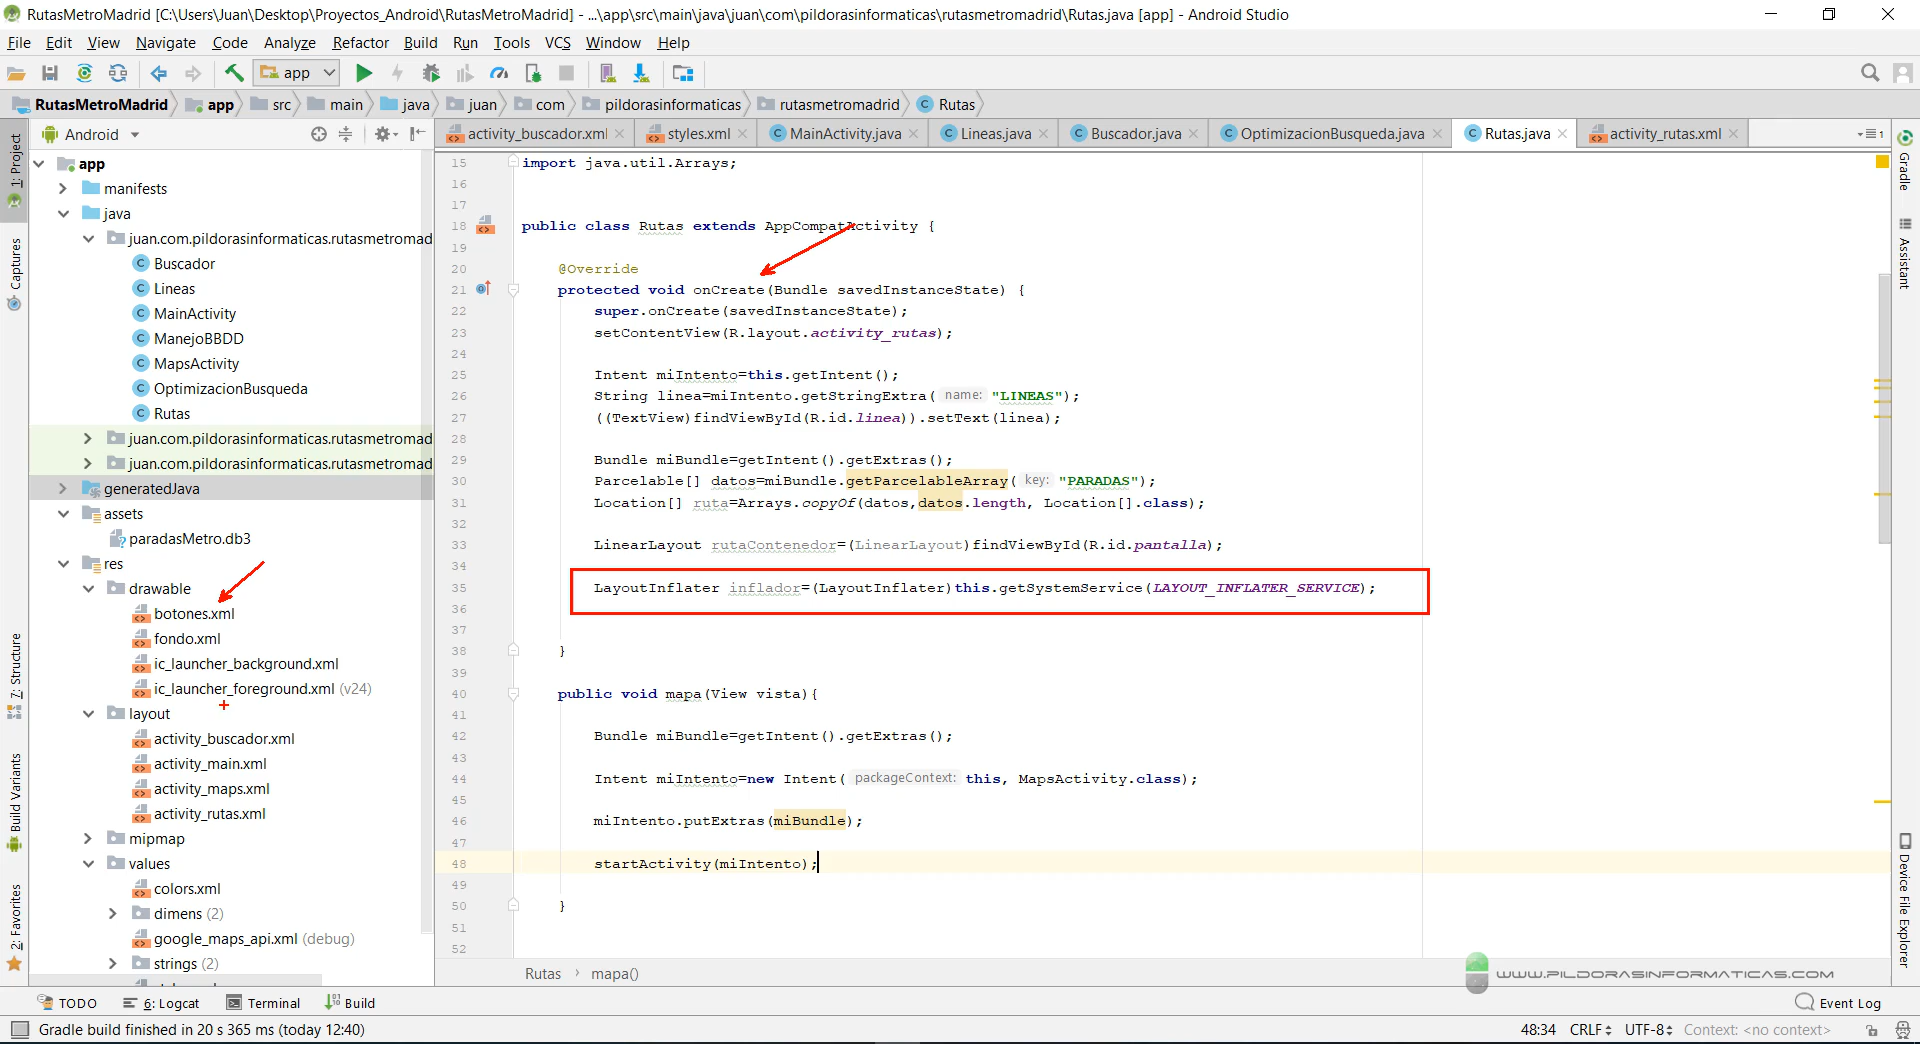 RutasMetroMadrid [C:\Users\Juan\Desktop\Proyectos_Android\RutasMetroMadrid] - ...\app\src\main\java\juan\com\pildorasinformaticas\rutasmetromadrid\Rutas.java [app] - Android Studio
File Edit View Navigate Code Analyze Refactor Build Run Tools VCS Window Help
app
RutasMetroMadrid app src main java juan com pildorasinformaticas rutasmetromadrid Rutas
Android
activity_buscador.xml styles.xml MainActivity.java Lineas.java Buscador.java OptimizacionBusqueda.java Rutas.java activity_rutas.xml
1
1: Project
Captures
7: Structure
Build Variants
2: Favorites
app
manifests
java
juan.com.pildorasinformaticas.rutasmetromad
Buscador
Lineas
MainActivity
ManejoBBDD
MapsActivity
OptimizacionBusqueda
Rutas
juan.com.pildorasinformaticas.rutasmetromad
juan.com.pildorasinformaticas.rutasmetromad
generatedJava
assets
paradasMetro.db3
res
drawable
botones.xml
fondo.xml
ic_launcher_background.xml
ic_launcher_foreground.xml (v24)
layout
activity_buscador.xml
activity_main.xml
activity_maps.xml
activity_rutas.xml
mipmap
values
colors.xml
dimens (2)
google_maps_api.xml (debug)
strings (2)
15 import java.util.Arrays;
16
17
18 public class Rutas extends AppCompatActivity {
19
20 @Override
21 protected void onCreate(Bundle savedInstanceState) {
22 super.onCreate(savedInstanceState);
23 setContentView(R.layout.activity_rutas);
24
25 Intent miIntento=this.getIntent();
26 String linea=miIntento.getStringExtra( name: "LINEAS");
27 ((TextView)findViewById(R.id.linea)).setText(linea);
28
29 Bundle miBundle=getIntent().getExtras();
30 Parcelable[] datos=miBundle.getParcelableArray( key: "PARADAS");
31 Location[] ruta=Arrays.copyOf(datos,datos.length, Location[].class);
32
33 LinearLayout rutaContenedor=(LinearLayout)findViewById(R.id.pantalla);
34
35 LayoutInflater inflador=(LayoutInflater)this.getSystemService(LAYOUT_INFLATER_SERVICE);
36
37
38 }
39
40 public void mapa(View vista){
41
42 Bundle miBundle=getIntent().getExtras();
43
44 Intent miIntento=new Intent( packageContext: this, MapsActivity.class);
45
46 miIntento.putExtras(miBundle);
47
48 startActivity(miIntento);
49
50 }
51
52
Rutas › mapa()
WWW.PILDORASINFORMATICAS.COM
Gradle
Assistant
Device File Explorer
TODO 6: Logcat Terminal Build Event Log
Gradle build finished in 20 s 365 ms (today 12:40) 48:34 CRLF UTF-8 Context: <no context>